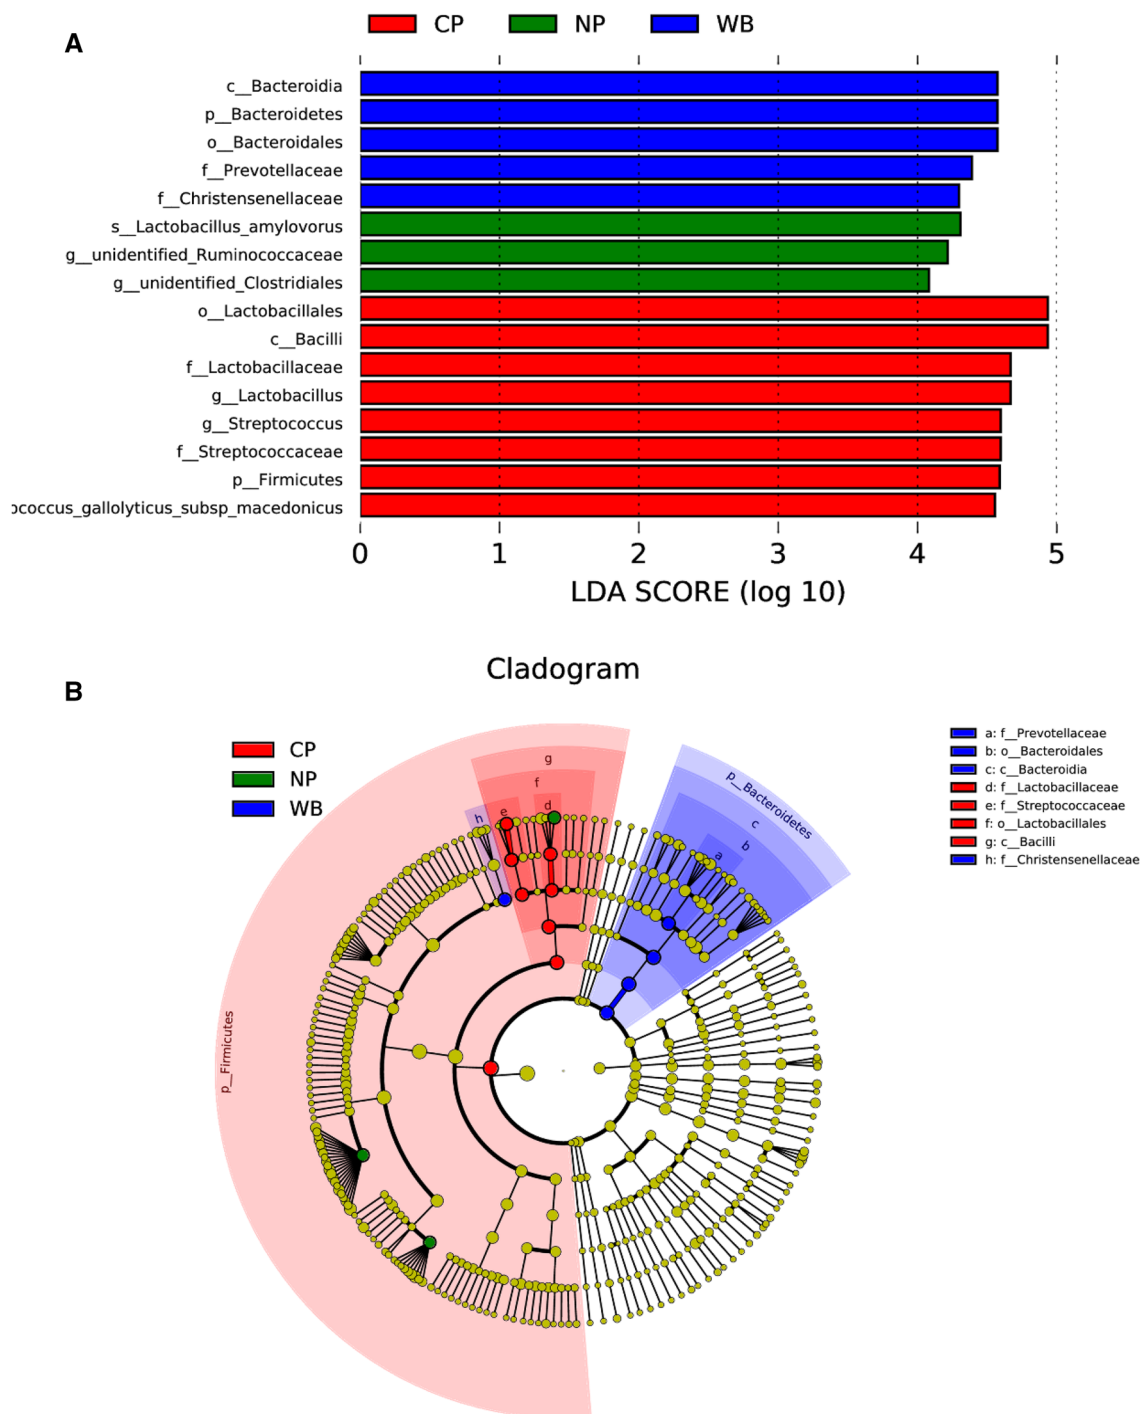 A
CP NP WB
c__Bacteroidia
p__Bacteroidetes
o__Bacteroidales
f__Prevotellaceae
f__Christensenellaceae
s__Lactobacillus_amylovorus
g__unidentified_Ruminococcaceae
g__unidentified_Clostridiales
o__Lactobacillales
c__Bacilli
f__Lactobacillaceae
g__Lactobacillus
g__Streptococcus
f__Streptococcaceae
p__Firmicutes
ococcus_gallolyticus_subsp_macedonicus
0 1 2 3 4 5
LDA SCORE (log 10)
Cladogram
B
CP
NP
WB
a: f__Prevotellaceae
b: o__Bacteroidales
c: c__Bacteroidia
d: f__Lactobacillaceae
e: f__Streptococcaceae
f: o__Lactobacillales
g: c__Bacilli
h: f__Christensenellaceae
g
f
d
e
h
p__Bacteroidetes
c
b
a
p__Firmicutes